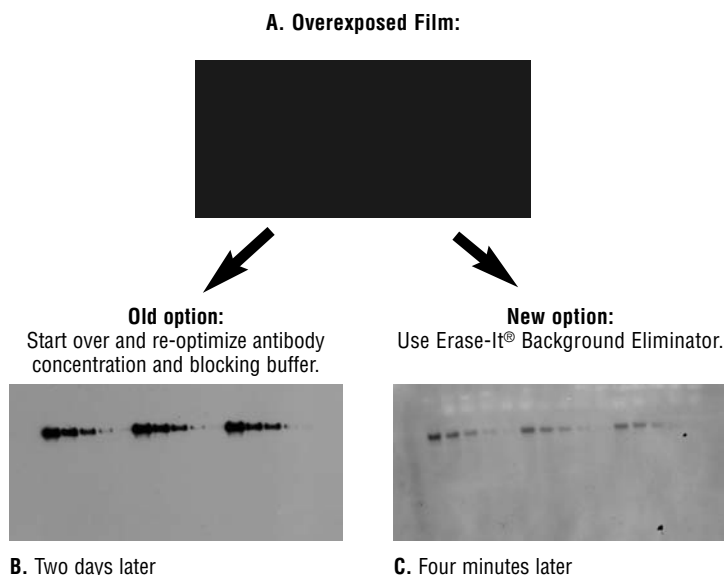 A. Overexposed Film:
Old option:
Start over and re-optimize antibody
concentration and blocking buffer.
New option:
Use Erase-It® Background Eliminator.
B. Two days later
C. Four minutes later